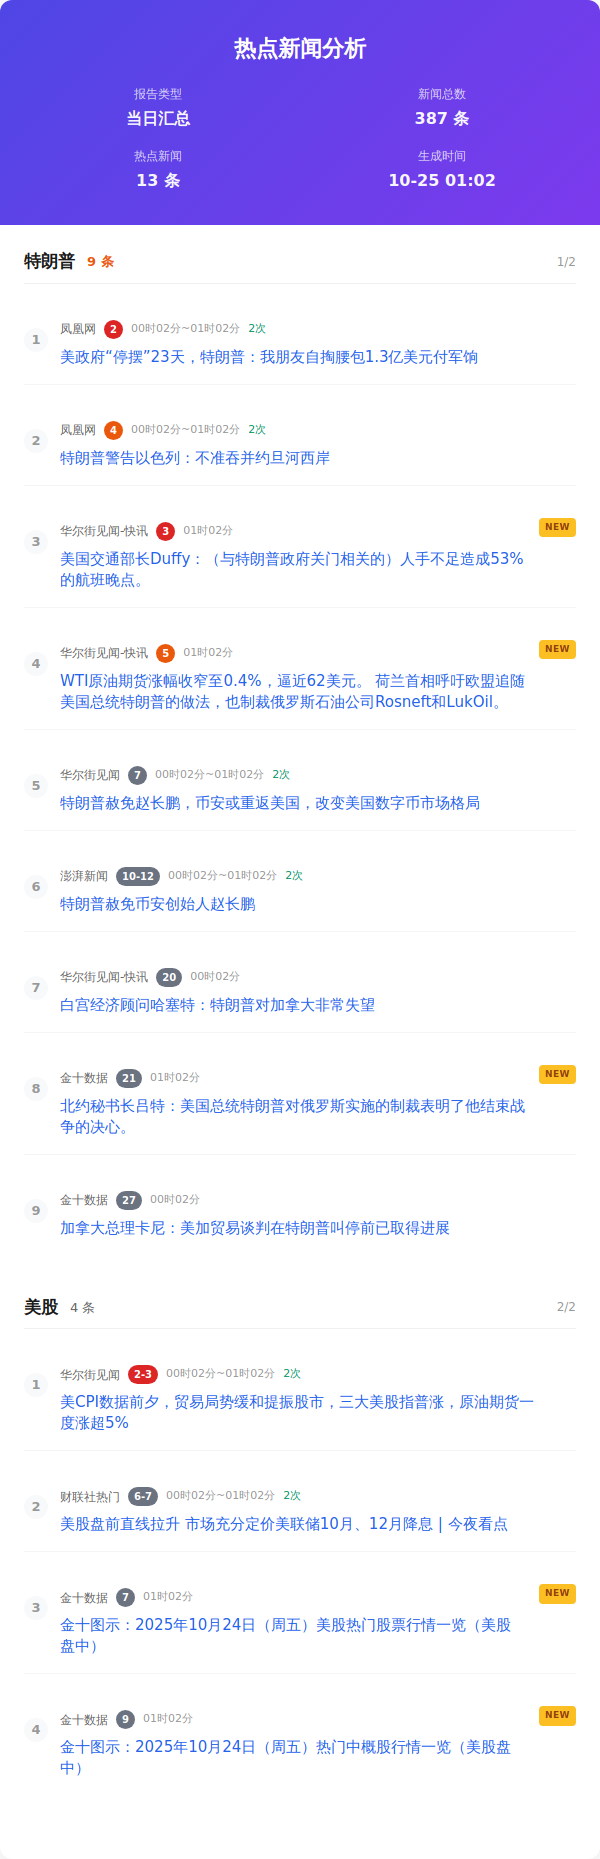 热点新闻分析
报告类型
新闻总数
当日汇总
387 条
热点新闻
生成时间
13 条
10-25 01:02
特朗普 9 条 1/2
1 凤凰网 2 00时02分~01时02分 2次
美政府“停摆”23天，特朗普：我朋友自掏腰包1.3亿美元付军饷
2 凤凰网 4 00时02分~01时02分 2次
特朗普警告以色列：不准吞并约旦河西岸
3 华尔街见闻-快讯 3 01时02分 NEW
美国交通部长Duffy：（与特朗普政府关门相关的）人手不足造成53%
的航班晚点。
4 华尔街见闻-快讯 5 01时02分 NEW
WTI原油期货涨幅收窄至0.4%，逼近62美元。 荷兰首相呼吁欧盟追随
美国总统特朗普的做法，也制裁俄罗斯石油公司Rosneft和LukOil。
5 华尔街见闻 7 00时02分~01时02分 2次
特朗普赦免赵长鹏，币安或重返美国，改变美国数字币市场格局
6 澎湃新闻 10-12 00时02分~01时02分 2次
特朗普赦免币安创始人赵长鹏
7 华尔街见闻-快讯 20 00时02分
白宫经济顾问哈塞特：特朗普对加拿大非常失望
8 金十数据 21 01时02分 NEW
北约秘书长吕特：美国总统特朗普对俄罗斯实施的制裁表明了他结束战
争的决心。
9 金十数据 27 00时02分
加拿大总理卡尼：美加贸易谈判在特朗普叫停前已取得进展
美股 4 条 2/2
1 华尔街见闻 2-3 00时02分~01时02分 2次
美CPI数据前夕，贸易局势缓和提振股市，三大美股指普涨，原油期货一
度涨超5%
2 财联社热门 6-7 00时02分~01时02分 2次
美股盘前直线拉升 市场充分定价美联储10月、12月降息 | 今夜看点
3 金十数据 7 01时02分 NEW
金十图示：2025年10月24日（周五）美股热门股票行情一览（美股
盘中）
4 金十数据 9 01时02分 NEW
金十图示：2025年10月24日（周五）热门中概股行情一览（美股盘
中）